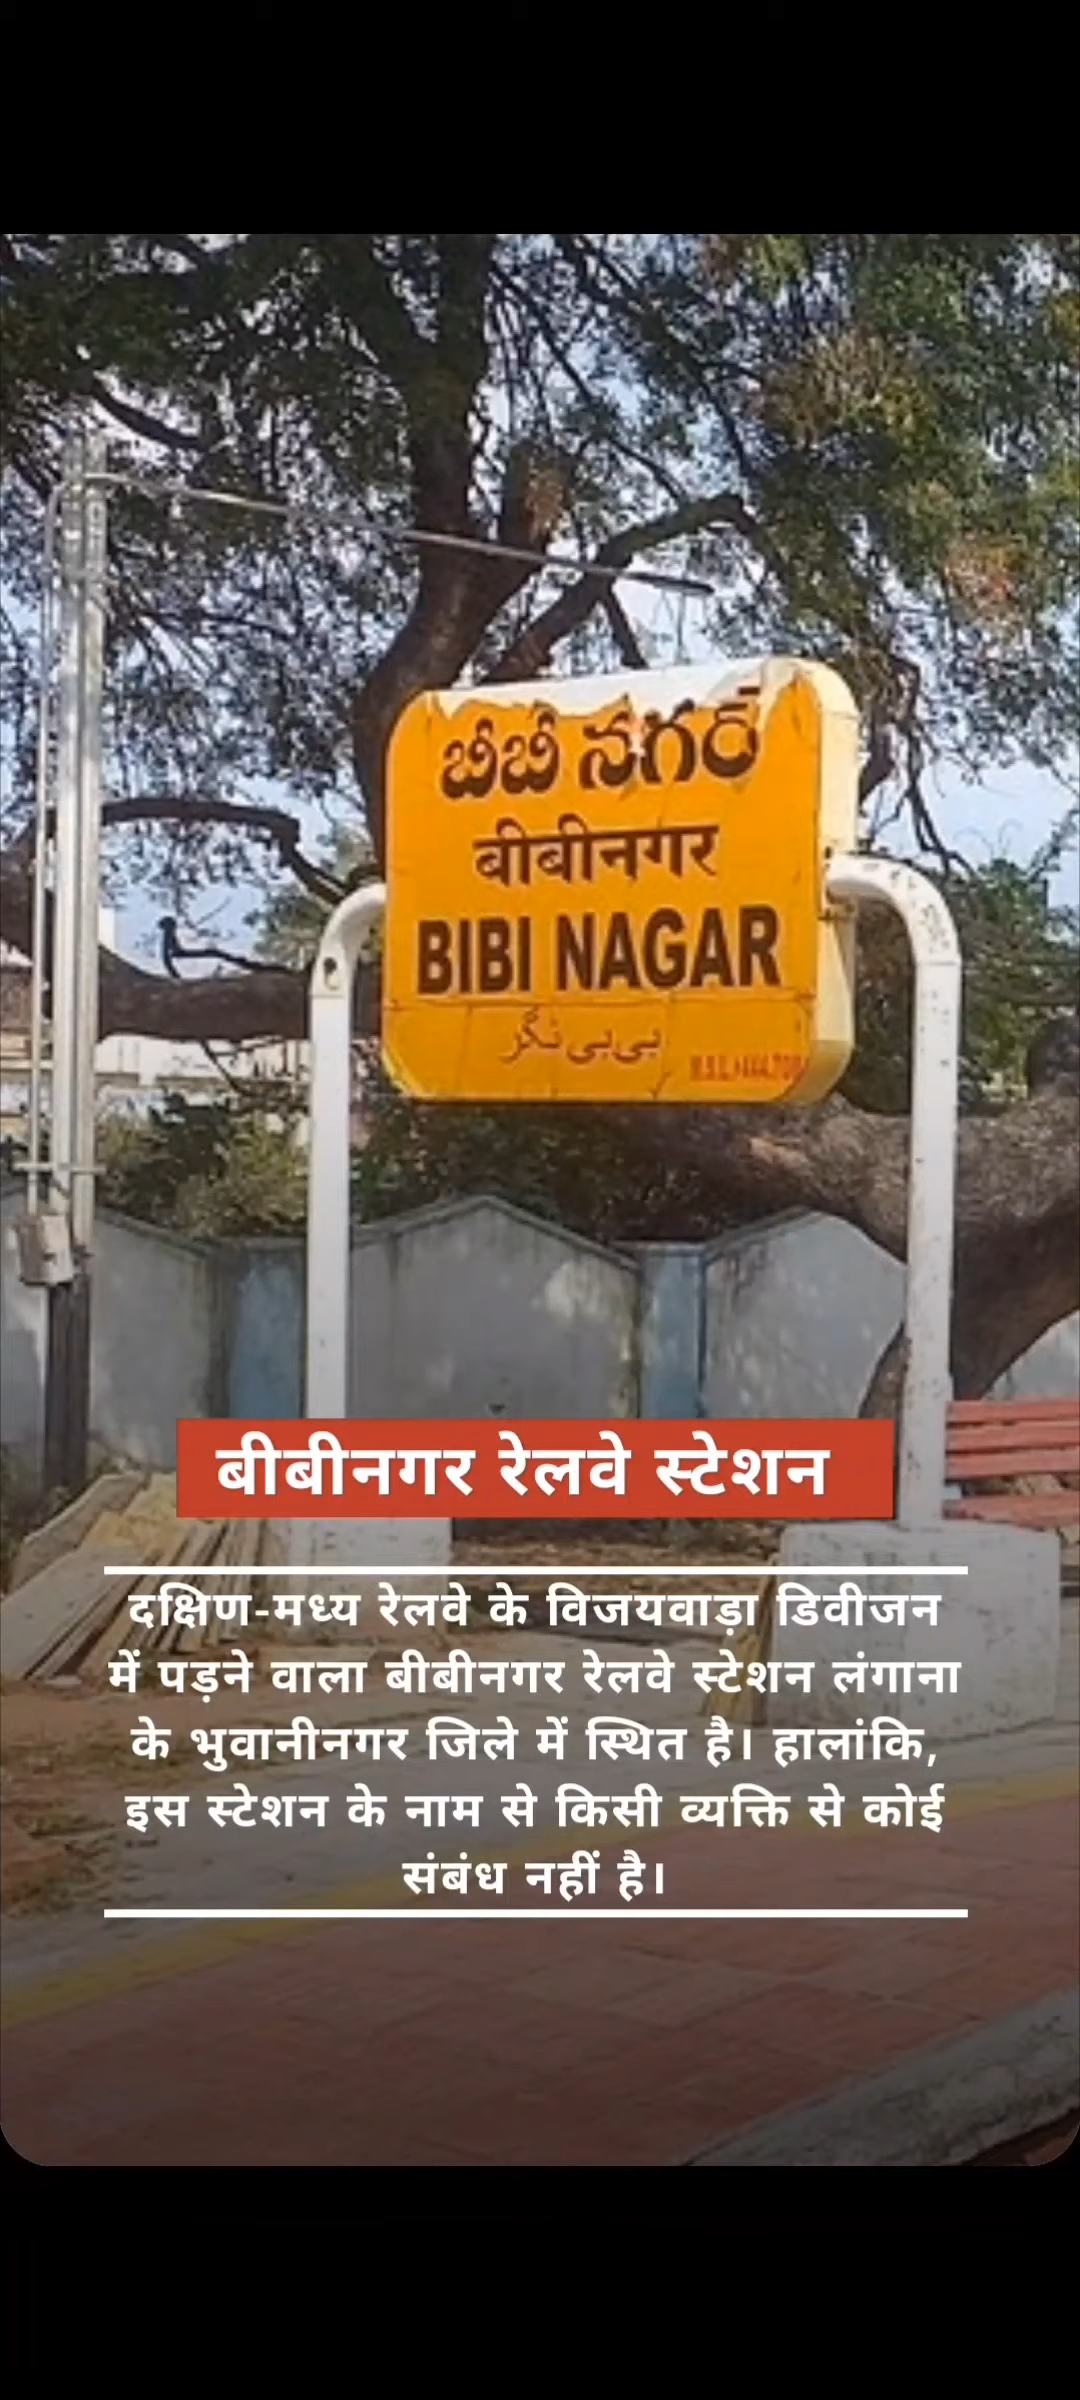 బీబీ నగర్
बीबीनगर
BIBI NAGAR
بی بی نگر
बीबीनगर रेलवे स्टेशन
दक्षिण-मध्य रेलवे के विजयवाड़ा डिवीजन
में पड़ने वाला बीबीनगर रेलवे स्टेशन लंगाना
के भुवानीनगर जिले में स्थित है। हालांकि,
इस स्टेशन के नाम से किसी व्यक्ति से कोई
संबंध नहीं है।